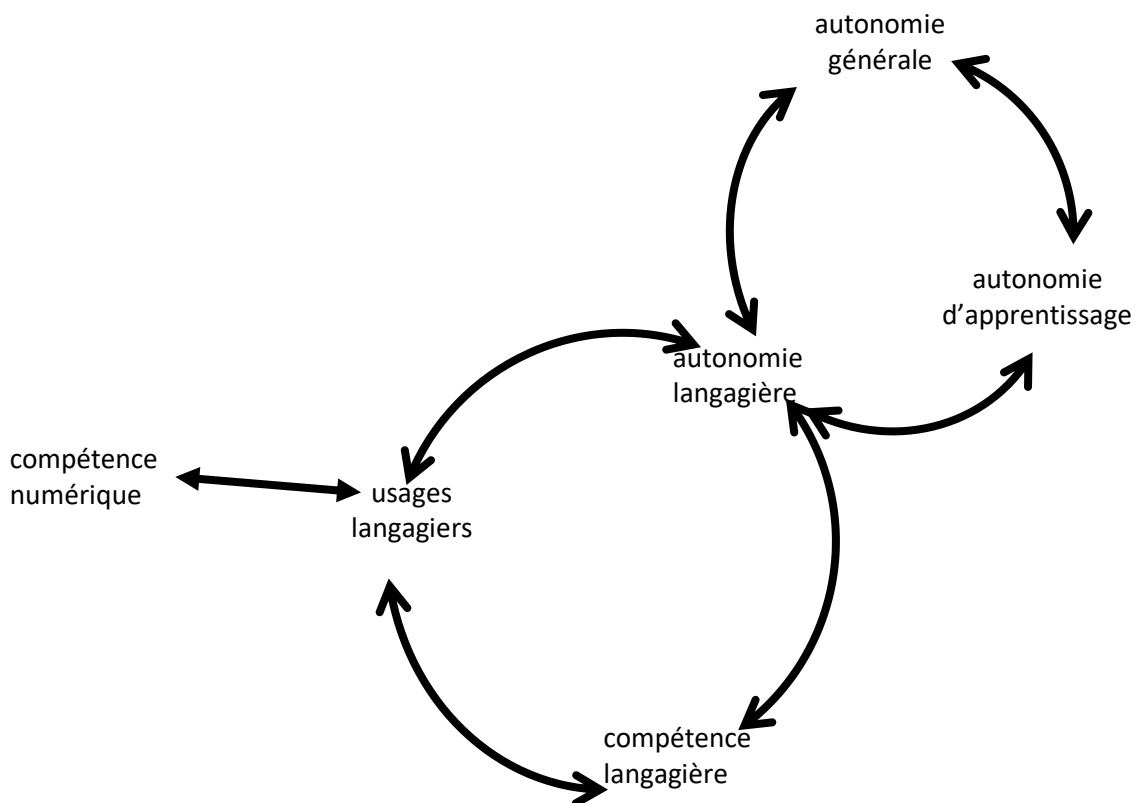 autonomie
générale
autonomie
d’apprentissage
autonomie
langagière
compétence
numérique
usages
langagiers
compétence
langagière